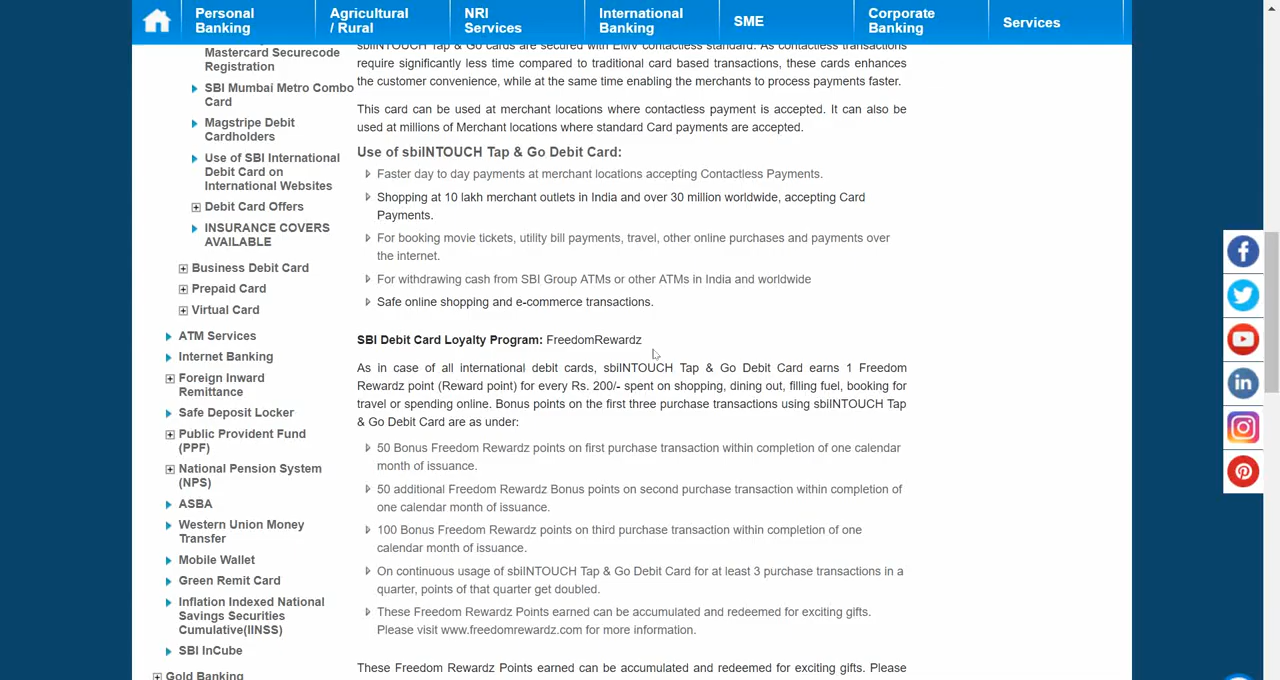 Personal Banking
Agricultural / Rural
NRI Services
International Banking
SME
Corporate Banking
Services
Mastercard Securecode
Registration
SBI Mumbai Metro Combo
Card
Magstripe Debit
Cardholders
Use of SBI International
Debit Card on
International Websites
Debit Card Offers
INSURANCE COVERS
AVAILABLE
Business Debit Card
Prepaid Card
Virtual Card
ATM Services
Internet Banking
Foreign Inward
Remittance
Safe Deposit Locker
Public Provident Fund
(PPF)
National Pension System
(NPS)
ASBA
Western Union Money
Transfer
Mobile Wallet
Green Remit Card
Inflation Indexed National
Savings Securities
Cumulative(IINSS)
SBI InCube
Gold Banking
sbiINTOUCH Tap & Go cards are secured with EMV contactless standard. As contactless transactions
require significantly less time compared to traditional card based transactions, these cards enhances
the customer convenience, while at the same time enabling the merchants to process payments faster.
This card can be used at merchant locations where contactless payment is accepted. It can also be
used at millions of Merchant locations where standard Card payments are accepted.
Use of sbiINTOUCH Tap & Go Debit Card:
Faster day to day payments at merchant locations accepting Contactless Payments.
Shopping at 10 lakh merchant outlets in India and over 30 million worldwide, accepting Card
Payments.
For booking movie tickets, utility bill payments, travel, other online purchases and payments over
the internet.
For withdrawing cash from SBI Group ATMs or other ATMs in India and worldwide
Safe online shopping and e-commerce transactions.
SBI Debit Card Loyalty Program: FreedomRewardz
As in case of all international debit cards, sbiINTOUCH Tap & Go Debit Card earns 1 Freedom
Rewardz point (Reward point) for every Rs. 200/- spent on shopping, dining out, filling fuel, booking for
travel or spending online. Bonus points on the first three purchase transactions using sbiINTOUCH Tap
& Go Debit Card are as under:
50 Bonus Freedom Rewardz points on first purchase transaction within completion of one calendar
month of issuance.
50 additional Freedom Rewardz Bonus points on second purchase transaction within completion of
one calendar month of issuance.
100 Bonus Freedom Rewardz points on third purchase transaction within completion of one
calendar month of issuance.
On continuous usage of sbiINTOUCH Tap & Go Debit Card for at least 3 purchase transactions in a
quarter, points of that quarter get doubled.
These Freedom Rewardz Points earned can be accumulated and redeemed for exciting gifts.
Please visit www.freedomrewardz.com for more information.
These Freedom Rewardz Points earned can be accumulated and redeemed for exciting gifts. Please